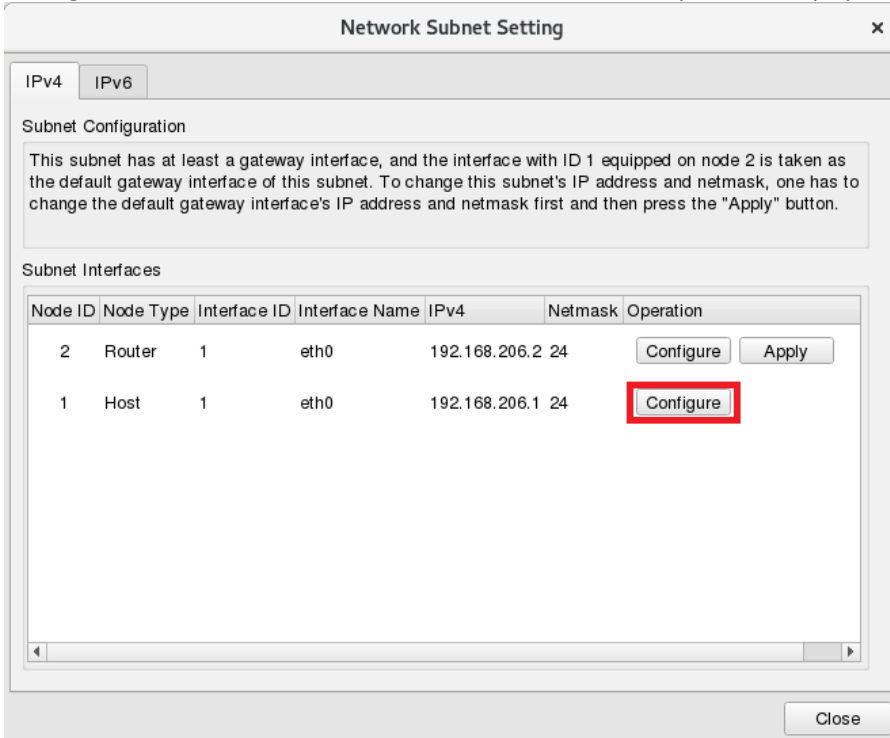 Network Subnet Setting ×
IPv4 IPv6
Subnet Configuration
This subnet has at least a gateway interface, and the interface with ID 1 equipped on node 2 is taken as
the default gateway interface of this subnet. To change this subnet's IP address and netmask, one has to
change the default gateway interface's IP address and netmask first and then press the "Apply" button.
Subnet Interfaces
Node ID Node Type Interface ID Interface Name IPv4 Netmask Operation
2 Router 1 eth0 192.168.206.2 24 Configure Apply
1 Host 1 eth0 192.168.206.1 24 Configure
Close